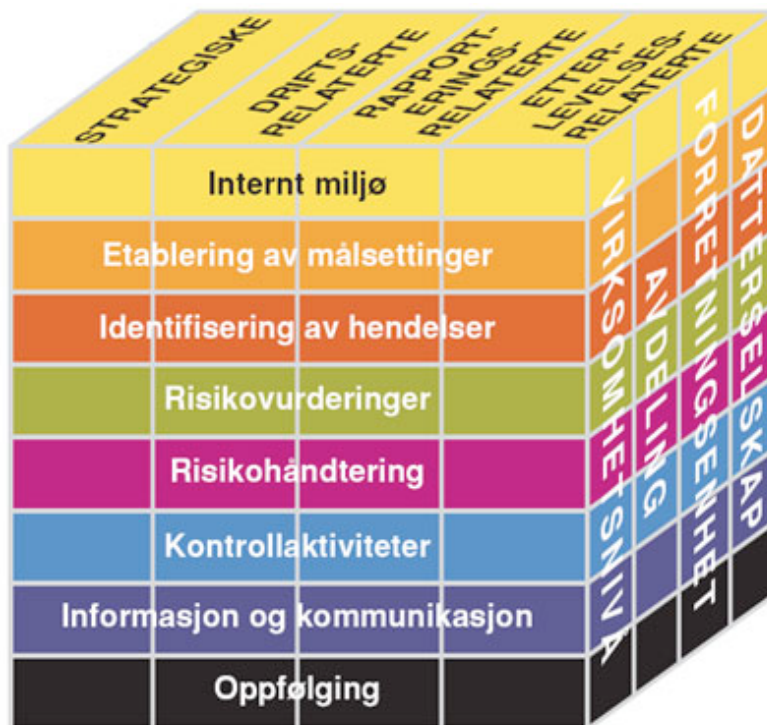 STRATEGISKE
DRIFTS-
RELATERTE
RAPPORT-
ERINGS-
RELATERTE
ETTER-
LEVELSES-
RELATERTE
Internt miljø
Etablering av målsettinger
Identifisering av hendelser
Risikovurderinger
Risikohåndtering
Kontrollaktiviteter
Informasjon og kommunikasjon
Oppfølging
VIRKSOMHETSNIVÅ
AVDELING
FORRETNINGSENHET
DATTERSELSKAP